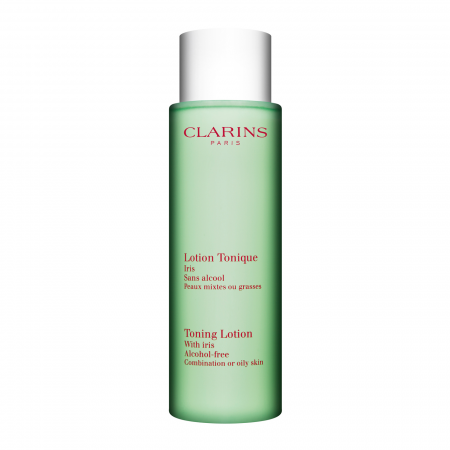 CLARINS
PARIS
Lotion Tonique
Iris
Sans alcool
Peaux mixtes ou grasses
Toning Lotion
With iris
Alcohol-free
Combination or oily skin